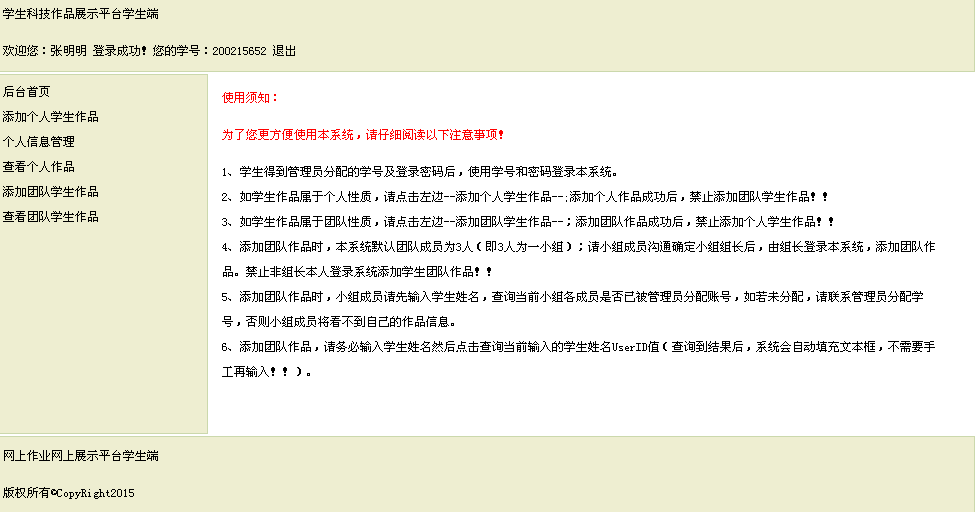 学生科技作品展示平台学生端
欢迎您：张明明 登录成功！您的学号：200215652 退出
后台首页
添加个人学生作品
个人信息管理
查看个人作品
添加团队学生作品
查看团队学生作品
使用须知：
为了您更方便使用本系统，请仔细阅读以下注意事项！
1、学生得到管理员分配的学号及登录密码后，使用学号和密码登录本系统。
2、如学生作品属于个人性质，请点击左边--添加个人学生作品--;添加个人作品成功后，禁止添加团队学生作品！！
3、如学生作品属于团队性质，请点击左边--添加团队学生作品--；添加团队作品成功后，禁止添加个人学生作品！！
4、添加团队作品时，本系统默认团队成员为3人（即3人为一小组）；请小组成员沟通确定小组组长后，由组长登录本系统，添加团队作
品。禁止非组长本人登录系统添加学生团队作品！！
5、添加团队作品时，小组成员请先输入学生姓名，查询当前小组各成员是否已被管理员分配账号，如若未分配，请联系管理员分配学
号，否则小组成员将看不到自己的作品信息。
6、添加团队作品，请务必输入学生姓名然后点击查询当前输入的学生姓名UserID值（查询到结果后，系统会自动填充文本框，不需要手
工再输入！！）。
网上作业网上展示平台学生端
版权所有©CopyRight2015